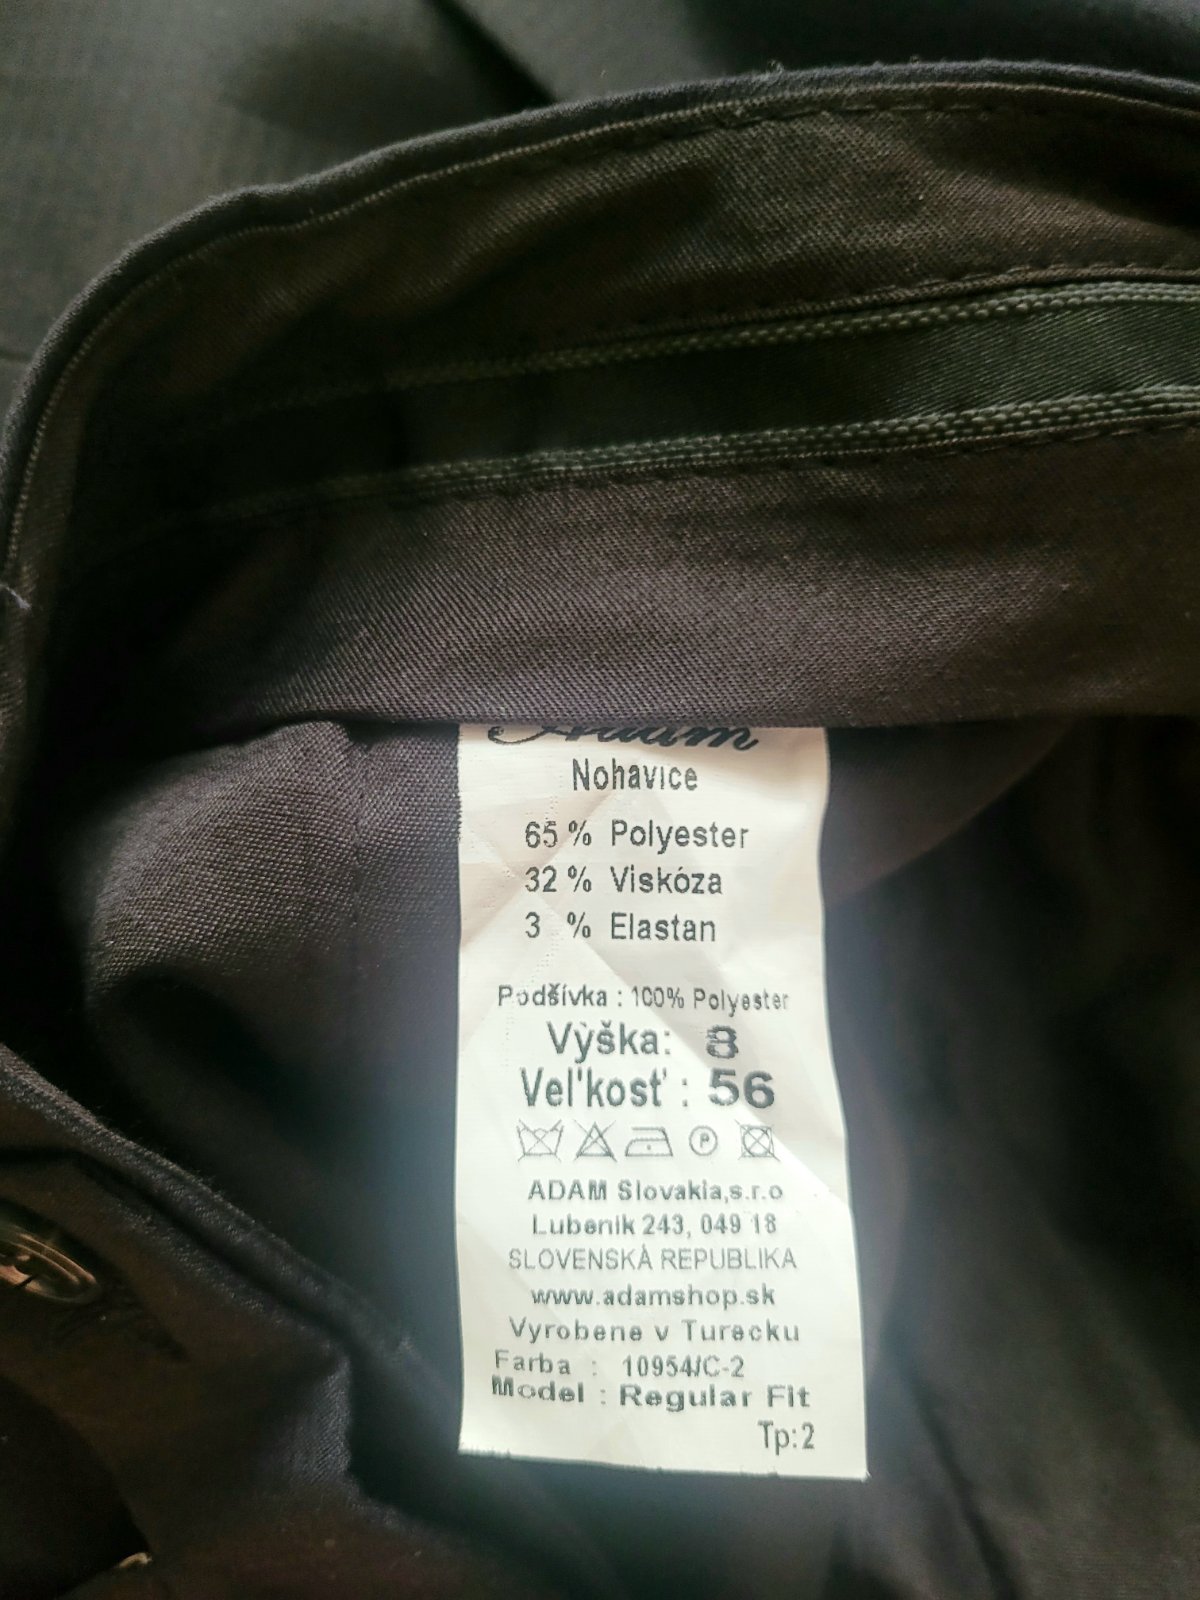 Adam
Nohavice
65 % Polyester
32 % Viskóza
3 % Elastan
Podšívka : 100% Polyester
Výška: 8
Veľkosť : 56
P
ADAM Slovakia,s.r.o
Lubenik 243, 049 18
SLOVENSKÁ REPUBLIKA
www.adamshop.sk
Vyrobene v Turecku
Farba : 10954/C-2
Model : Regular Fit
Tp:2